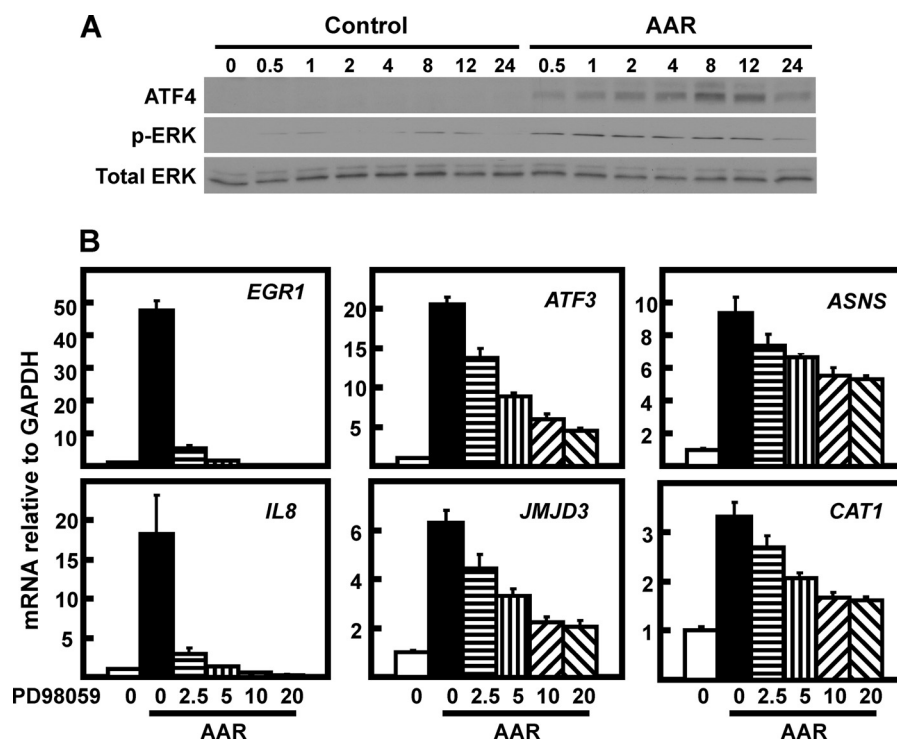 A
Control AAR
0 0.5 1 2 4 8 12 24 0.5 1 2 4 8 12 24
ATF4
p-ERK
Total ERK
B
mRNA relative to GAPDH
EGR1
50
40
30
20
10
ATF3
20
15
10
5
ASNS
10
8
6
4
2
IL8
20
15
10
5
JMJD3
6
4
2
CAT1
3
2
1
PD98059 0 0 2.5 5 10 20 0 0 2.5 5 10 20 0 0 2.5 5 10 20
AAR AAR AAR